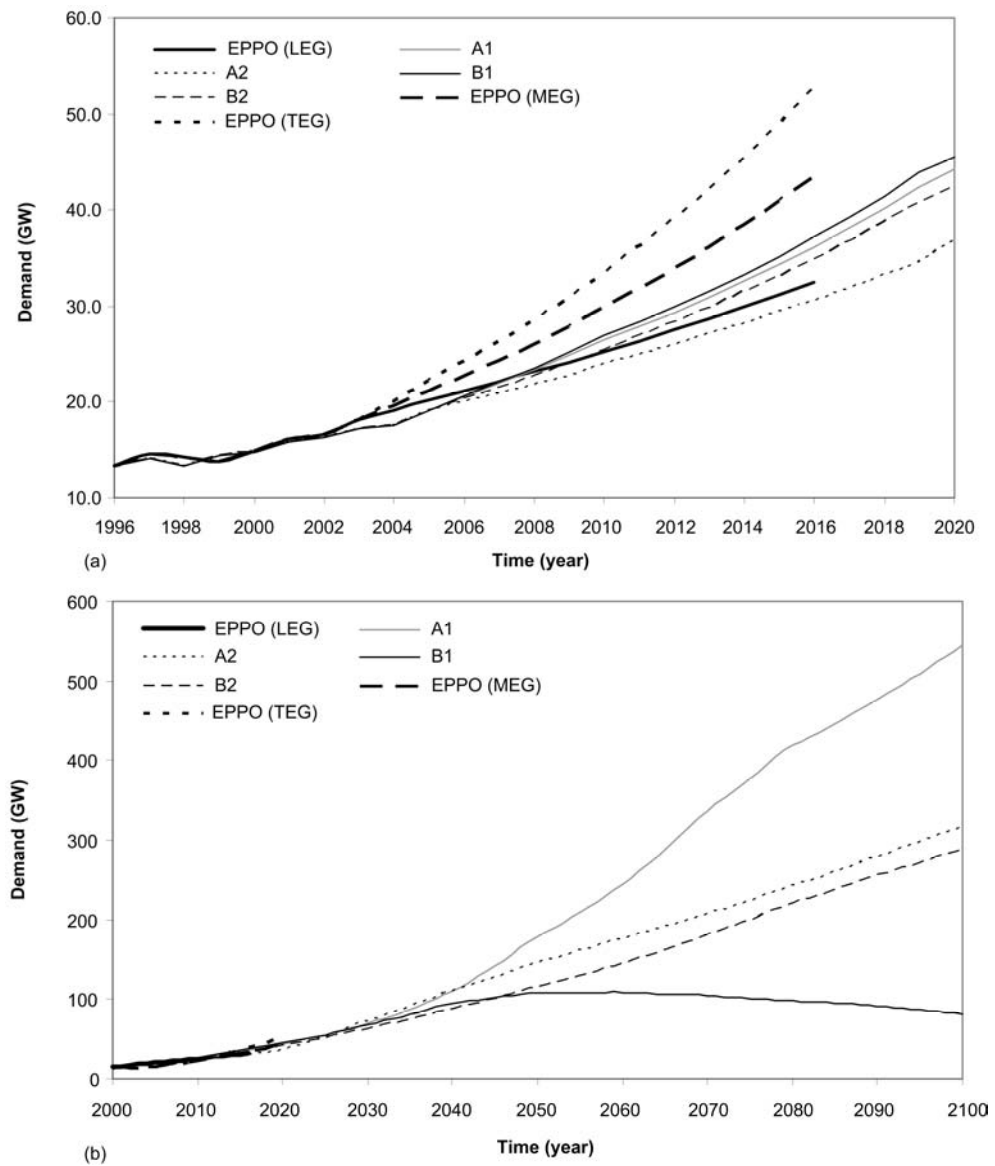 60.0
EPPO (LEG) A1
A2 B1
B2 EPPO (MEG)
EPPO (TEG)
50.0
40.0
30.0
20.0
10.0
Demand (GW)
1996 1998 2000 2002 2004 2006 2008 2010 2012 2014 2016 2018 2020
(a) Time (year)
600
EPPO (LEG) A1
A2 B1
B2 EPPO (MEG)
EPPO (TEG)
500
400
300
200
100
0
Demand (GW)
2000 2010 2020 2030 2040 2050 2060 2070 2080 2090 2100
Time (year)
(b)